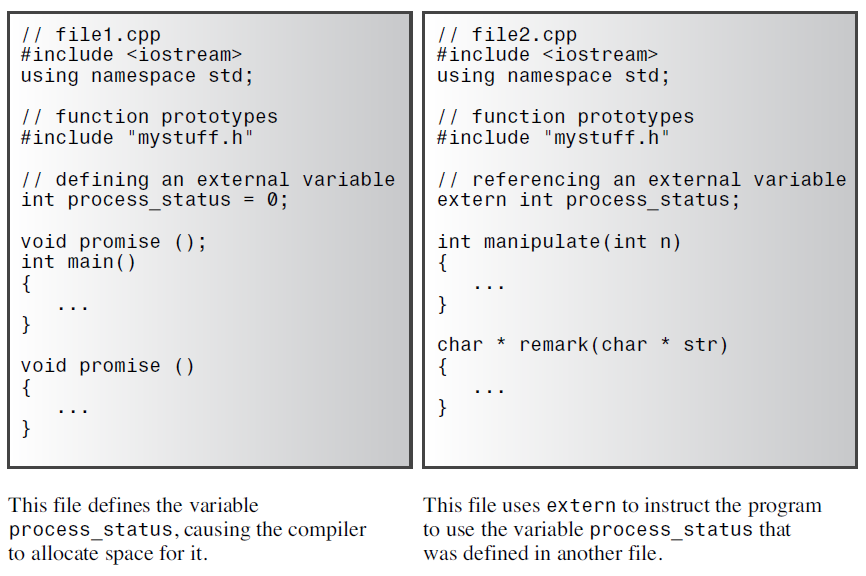 // file1.cpp
#include <iostream>
using namespace std;
// function prototypes
#include "mystuff.h"
// defining an external variable
int process_status = 0;
void promise ();
int main()
{
...
}
void promise ()
{
...
}
This file defines the variable
process_status, causing the compiler
to allocate space for it.
// file2.cpp
#include <iostream>
using namespace std;
// function prototypes
#include "mystuff.h"
// referencing an external variable
extern int process_status;
int manipulate(int n)
{
...
}
char * remark(char * str)
{
...
}
This file uses extern to instruct the program
to use the variable process_status that
was defined in another file.